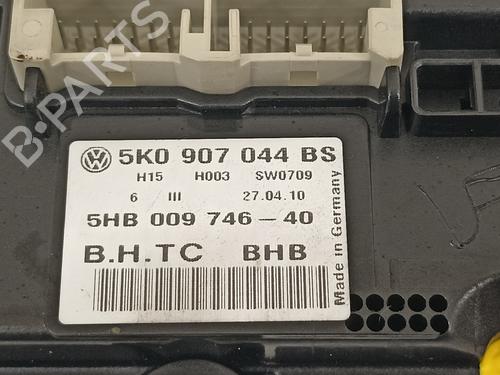 B-PARTS
5K0 907 044 BS
H15 H003 SW0709
6 III 27.04.10
5HB 009 746-40
B.H.TC BHB
Made in Germany